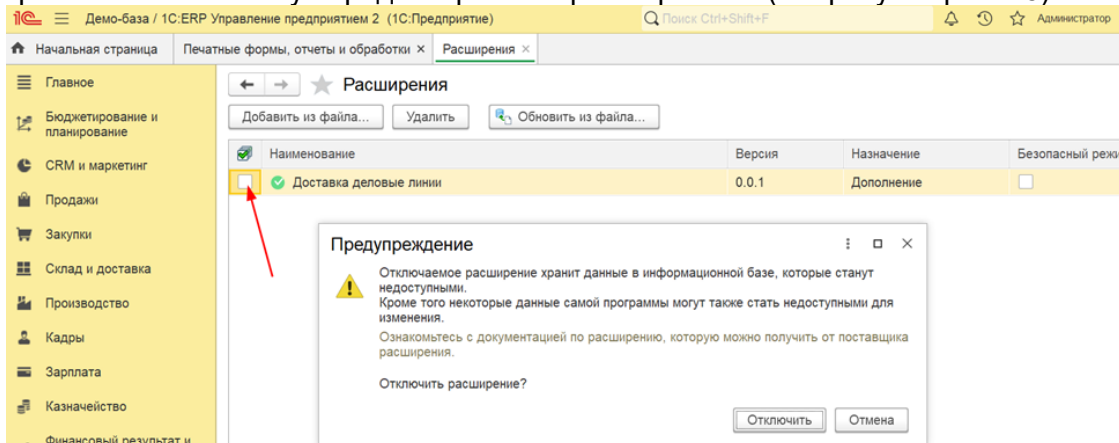 Демо-база / 1С:ERP Управление предприятием 2 (1С:Предприятие)
Поиск Ctrl+Shift+F
Администратор
Начальная страница
Печатные формы, отчеты и обработки ×
Расширения ×
Главное
Бюджетирование и планирование
CRM и маркетинг
Продажи
Закупки
Склад и доставка
Производство
Кадры
Зарплата
Казначейство
Финансовый результат и
Расширения
Добавить из файла...
Удалить
Обновить из файла...
Наименование
Версия
Назначение
Безопасный режи
Доставка деловые линии
0.0.1
Дополнение
Предупреждение
Отключаемое расширение хранит данные в информационной базе, которые станут
недоступными.
Кроме того некоторые данные самой программы могут также стать недоступными для
изменения.
Ознакомьтесь с документацией по расширению, которую можно получить от поставщика
расширения.
Отключить расширение?
Отключить
Отмена